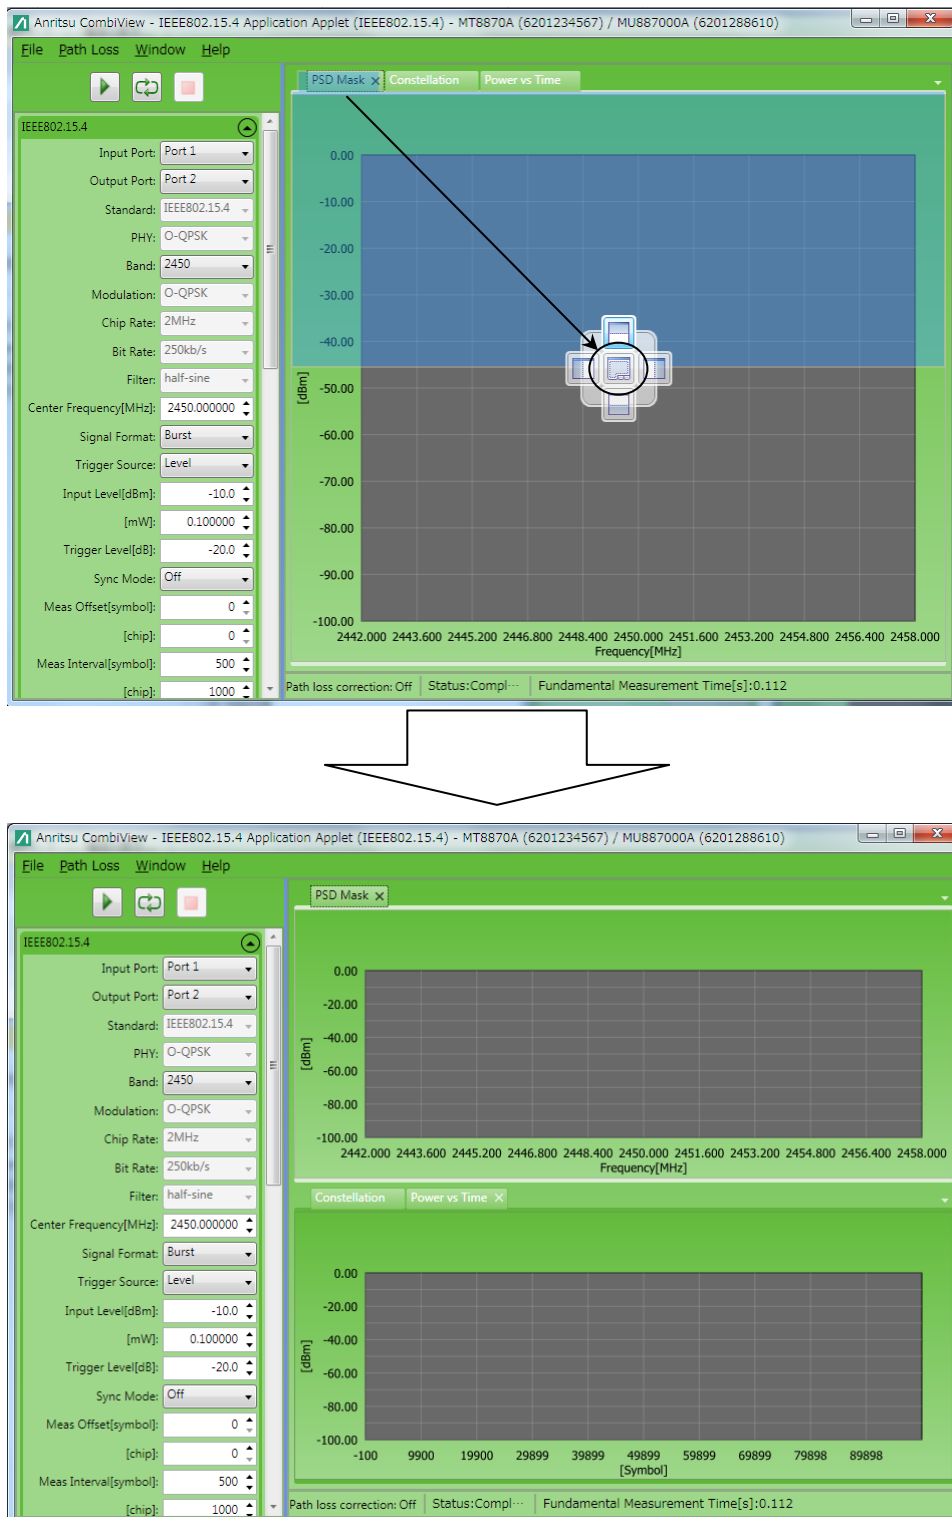 Anritsu CombiView - IEEE802.15.4 Application Applet (IEEE802.15.4) - MT8870A (6201234567) / MU887000A (6201288610)
File Path Loss Window Help
IEEE802.15.4
Input Port: Port 1
Output Port: Port 2
Standard: IEEE802.15.4
PHY: O-QPSK
Band: 2450
Modulation: O-QPSK
Chip Rate: 2MHz
Bit Rate: 250kb/s
Filter: half-sine
Center Frequency[MHz]: 2450.000000
Signal Format: Burst
Trigger Source: Level
Input Level[dBm]: -10.0
[mW]: 0.100000
Trigger Level[dB]: -20.0
Sync Mode: Off
Meas Offset[symbol]: 0
[chip]: 0
Meas Interval[symbol]: 500
[chip]: 1000
PSD Mask Constellation Power vs Time
0.00
-10.00
-20.00
-30.00
-40.00
-50.00
-60.00
-70.00
-80.00
-90.00
-100.00
[dBm]
2442.000 2443.600 2445.200 2446.800 2448.400 2450.000 2451.600 2453.200 2454.800 2456.400 2458.000
Frequency[MHz]
Path loss correction: Off Status:Compl··· Fundamental Measurement Time[s]:0.112
Anritsu CombiView - IEEE802.15.4 Application Applet (IEEE802.15.4) - MT8870A (6201234567) / MU887000A (6201288610)
File Path Loss Window Help
IEEE802.15.4
Input Port: Port 1
Output Port: Port 2
Standard: IEEE802.15.4
PHY: O-QPSK
Band: 2450
Modulation: O-QPSK
Chip Rate: 2MHz
Bit Rate: 250kb/s
Filter: half-sine
Center Frequency[MHz]: 2450.000000
Signal Format: Burst
Trigger Source: Level
Input Level[dBm]: -10.0
[mW]: 0.100000
Trigger Level[dB]: -20.0
Sync Mode: Off
Meas Offset[symbol]: 0
[chip]: 0
Meas Interval[symbol]: 500
[chip]: 1000
PSD Mask
0.00
-20.00
-40.00
-60.00
-80.00
-100.00
[dBm]
2442.000 2443.600 2445.200 2446.800 2448.400 2450.000 2451.600 2453.200 2454.800 2456.400 2458.000
Frequency[MHz]
Constellation Power vs Time
0.00
-20.00
-40.00
-60.00
-80.00
-100.00
[dBm]
-100 9900 19900 29899 39899 49899 59899 69899 79898 89898
[Symbol]
Path loss correction: Off Status:Compl··· Fundamental Measurement Time[s]:0.112